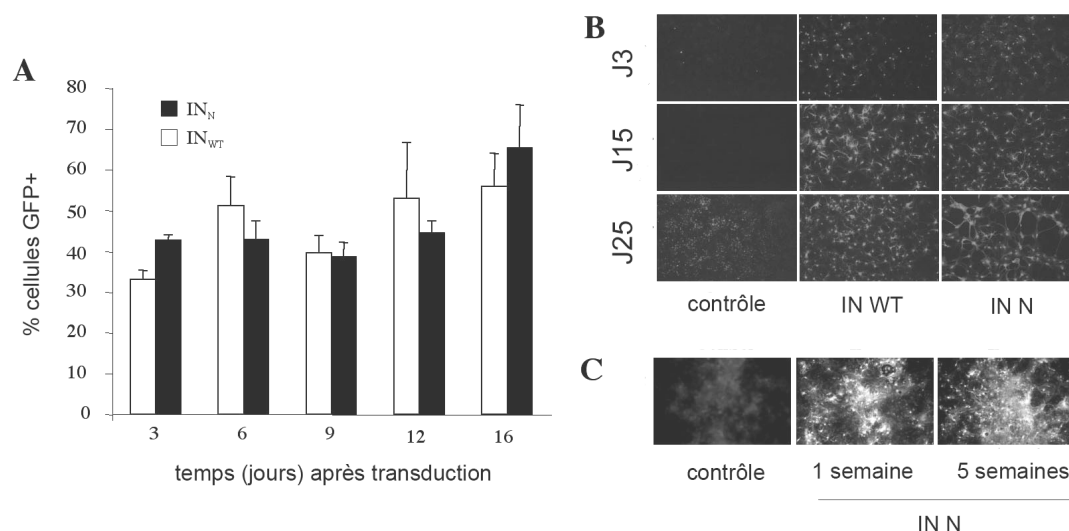 A
80
70
60
50
40
30
20
10
0
% cellules GFP+
IN_N
IN_WT
3 6 9 12 16
temps (jours) après transduction
B
J3
J15
J25
contrôle IN WT IN N
C
contrôle 1 semaine 5 semaines
IN N